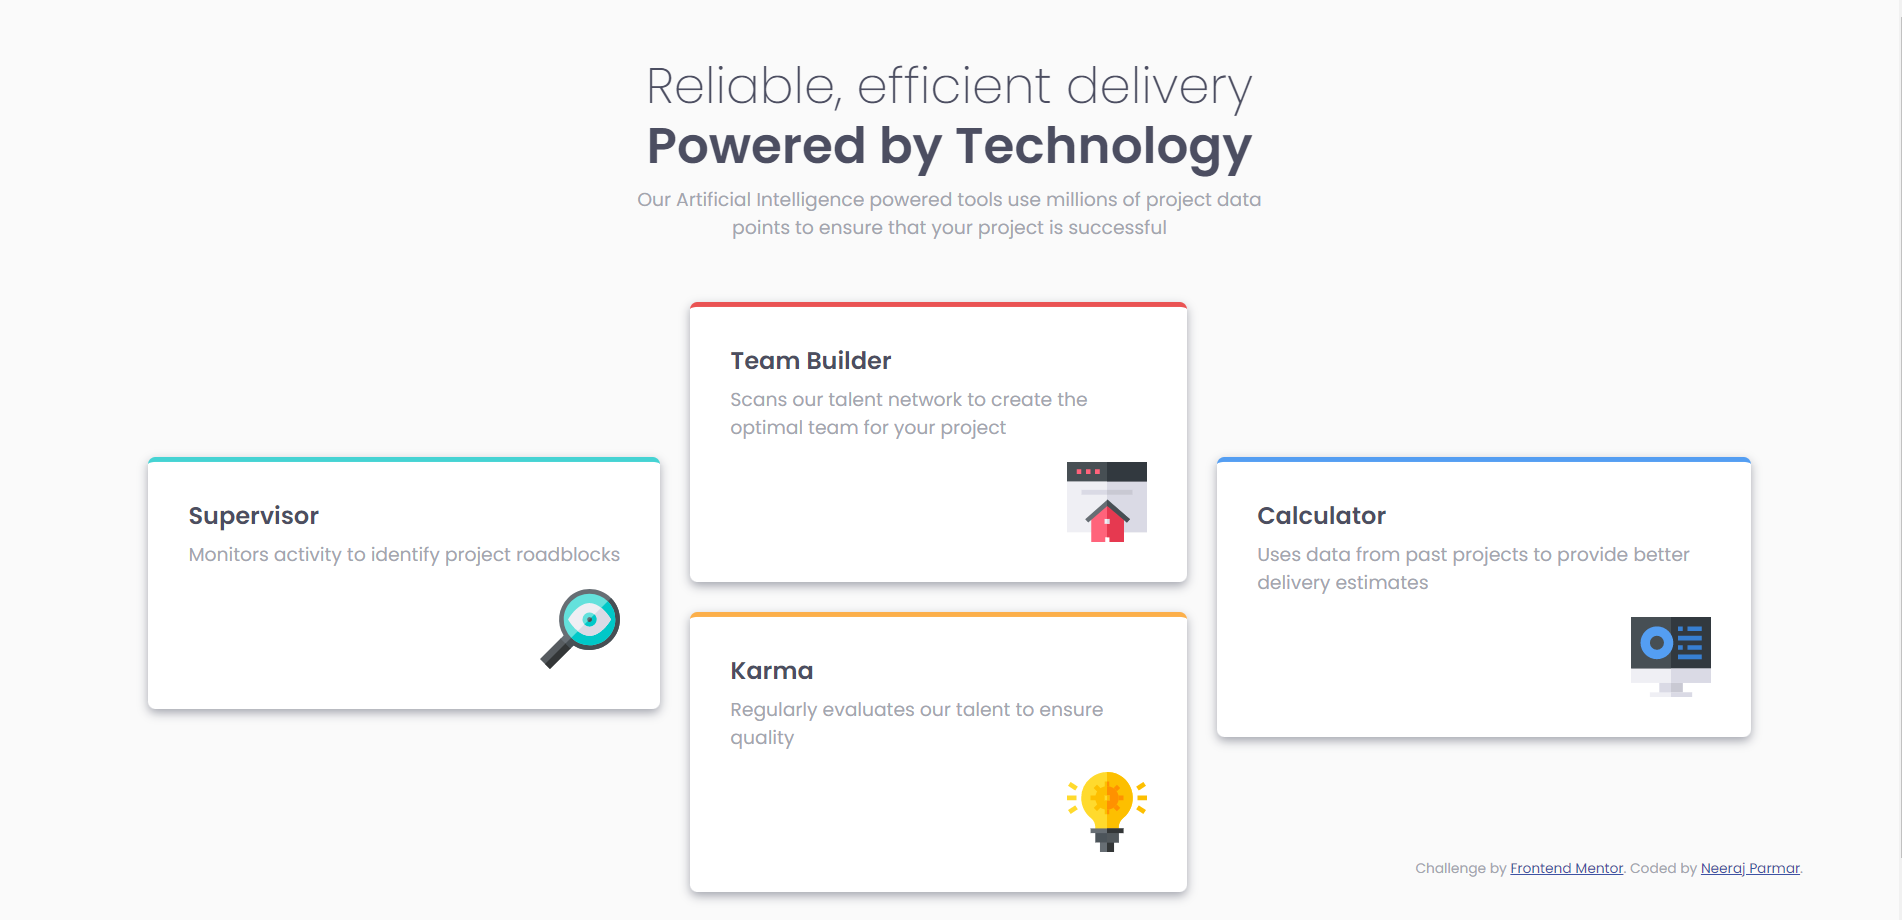 Reliable, efficient delivery
Powered by Technology
Our Artificial Intelligence powered tools use millions of project data
points to ensure that your project is successful
Supervisor
Monitors activity to identify project roadblocks
Team Builder
Scans our talent network to create the
optimal team for your project
Karma
Regularly evaluates our talent to ensure
quality
Calculator
Uses data from past projects to provide better
delivery estimates
Challenge by Frontend Mentor. Coded by Neeraj Parmar.